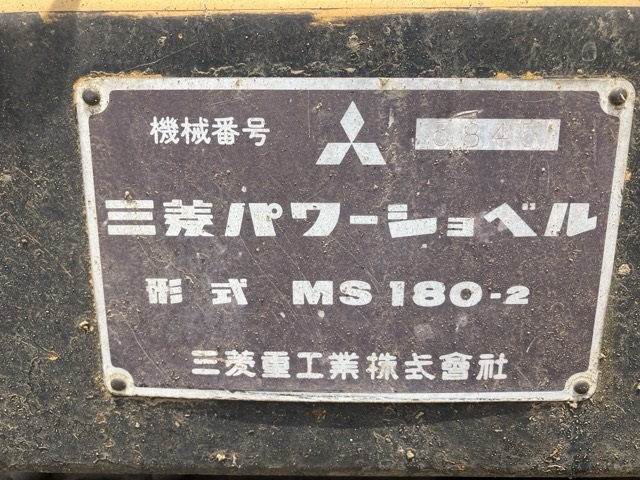 機械番号
三菱パワーショベル
形式 MS180-2
三菱重工業株式會社